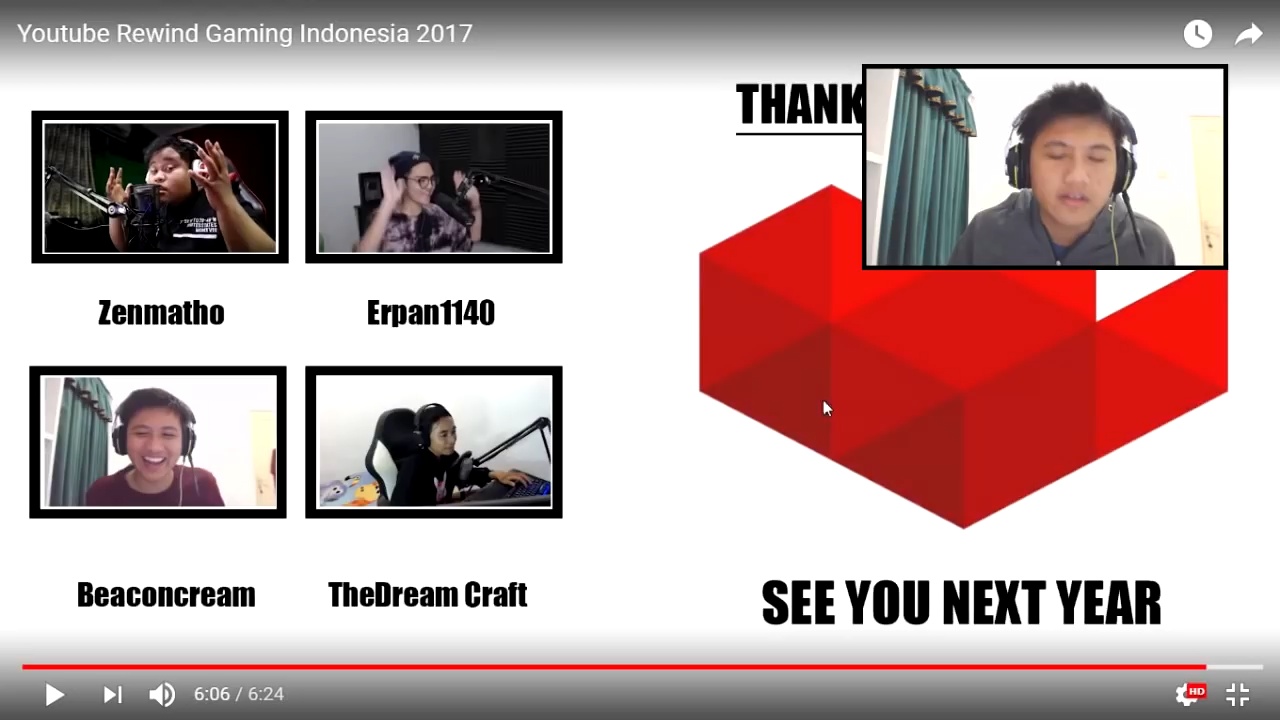 Youtube Rewind Gaming Indonesia 2017
THANK
Zenmatho
Erpan1140
Beaconcream
TheDream Craft
SEE YOU NEXT YEAR
6:06 / 6:24
HD